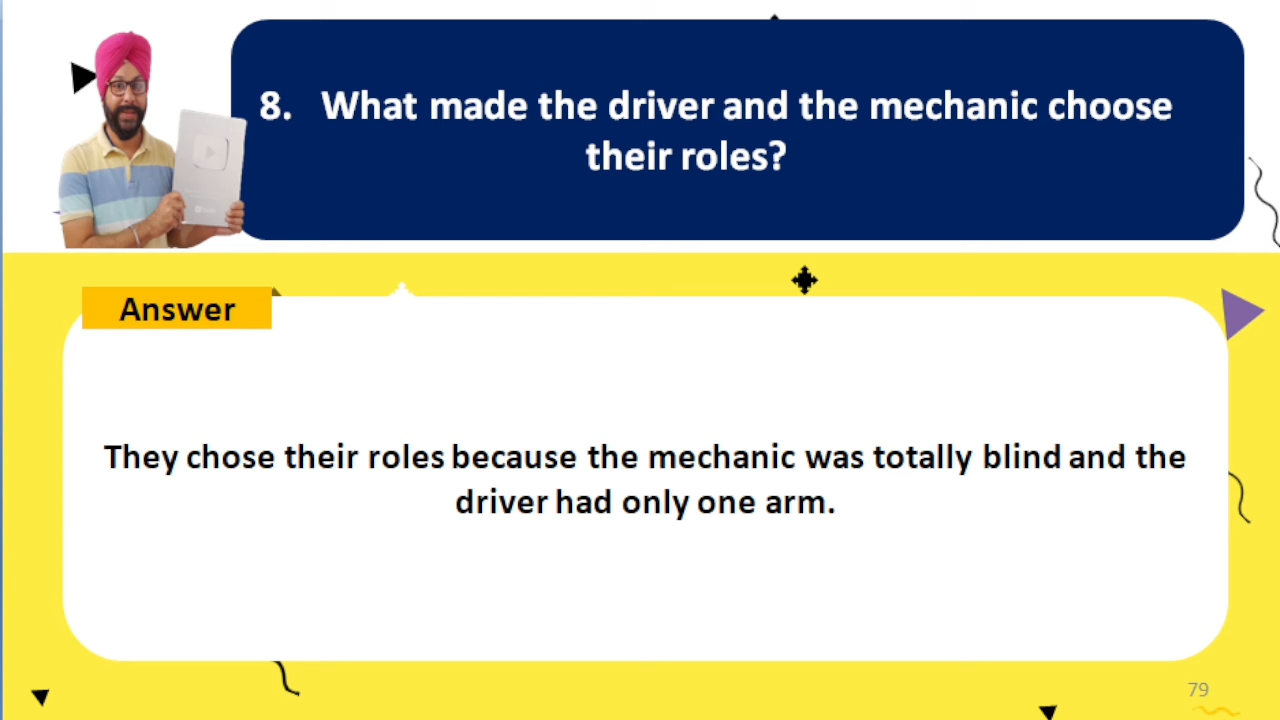 8. What made the driver and the mechanic choose
their roles?
Answer
They chose their roles because the mechanic was totally blind and the
driver had only one arm.
79